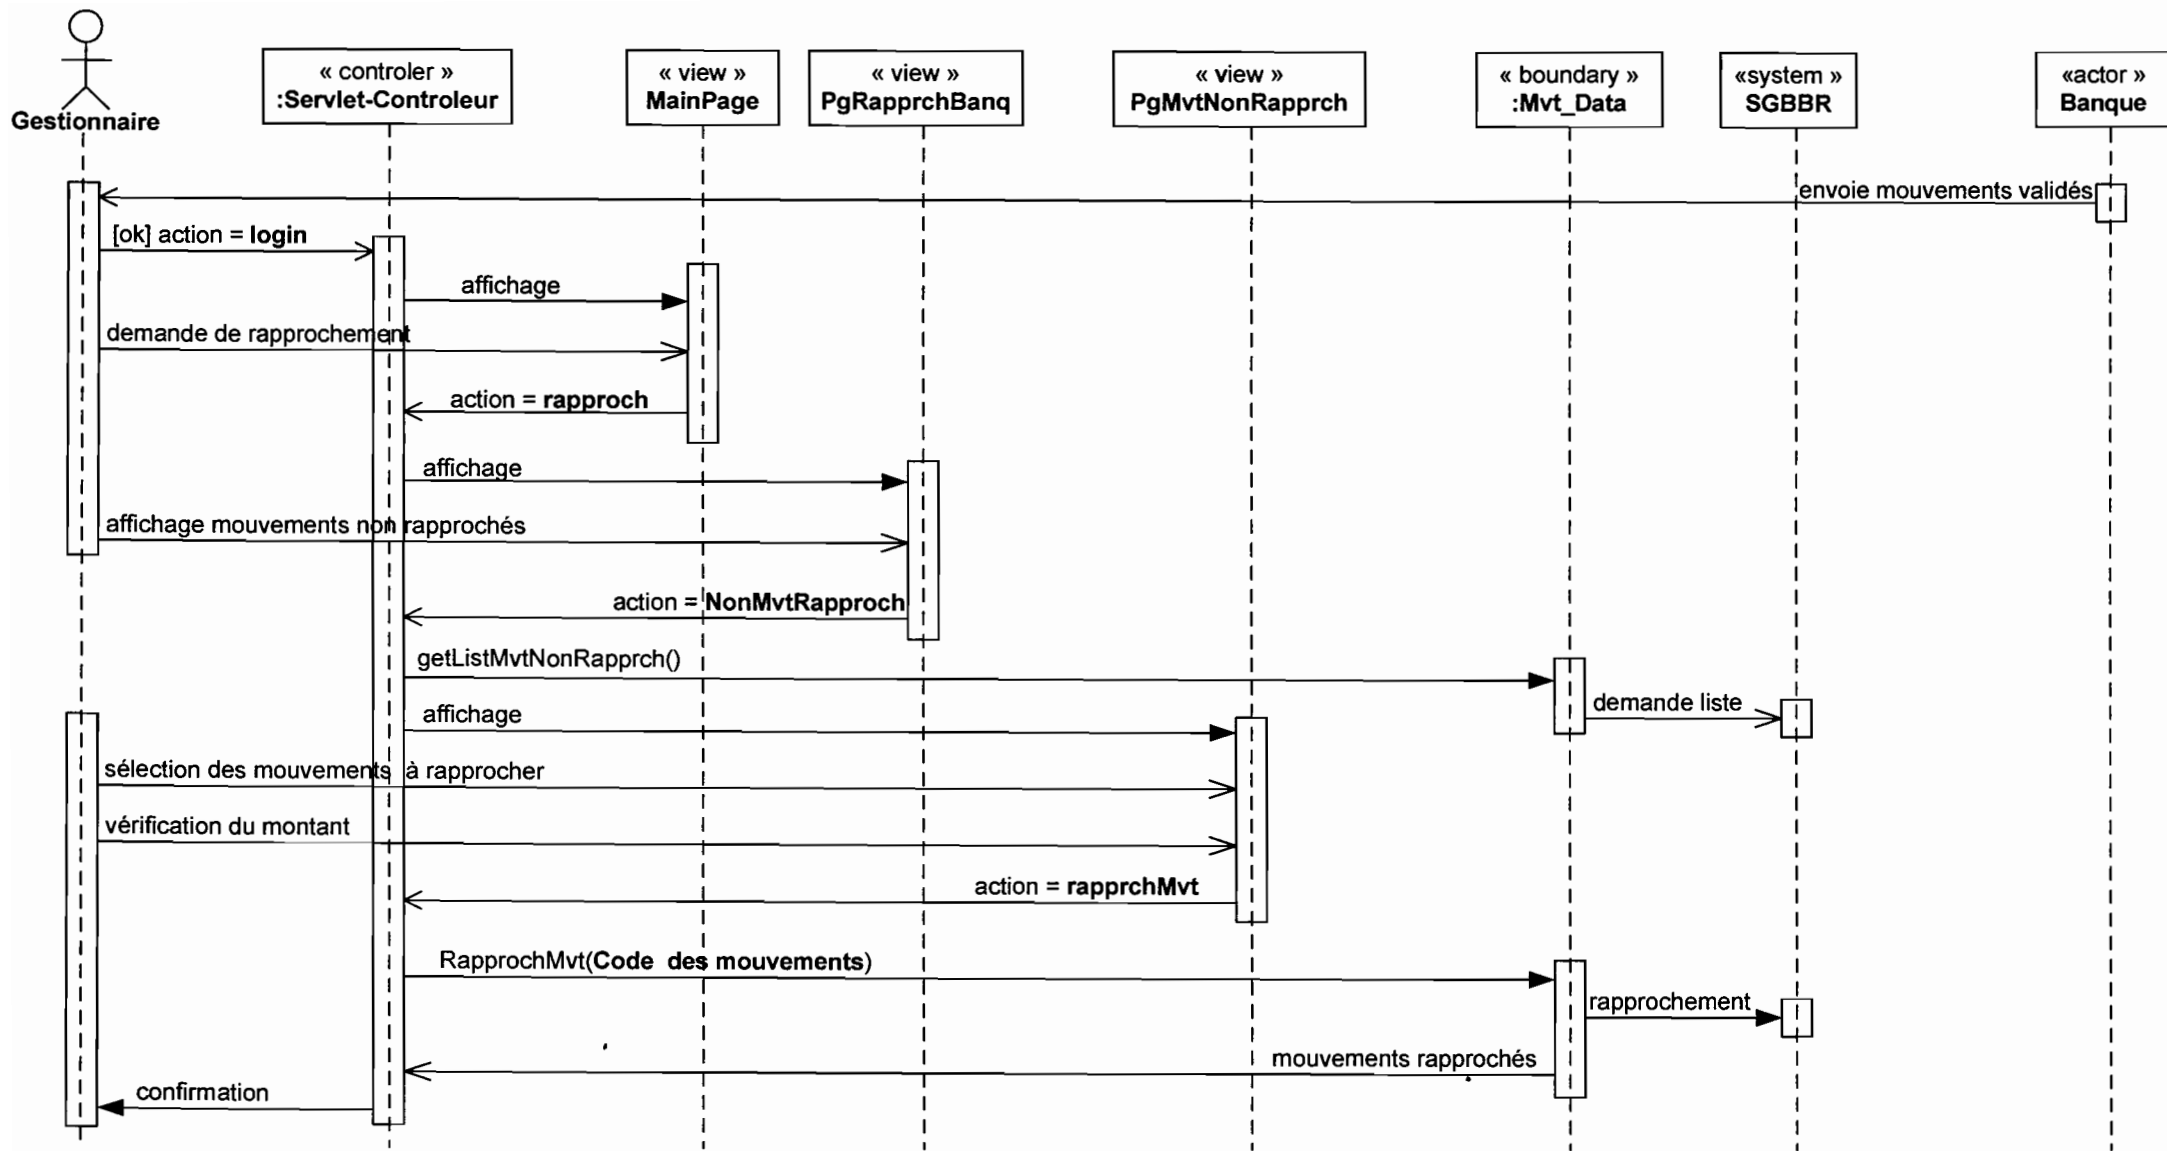 Gestionnaire
« controler »
:Servlet-Controleur
« view »
MainPage
« view »
PgRapprchBanq
« view »
PgMvtNonRapprch
« boundary »
:Mvt_Data
«system »
SGBBR
«actor »
Banque
envoie mouvements validés
[ok] action = login
affichage
demande de rapprochement
action = rapproch
affichage
affichage mouvements non rapprochés
action = NonMvtRapproch
getListMvtNonRapprch()
demande liste
affichage
sélection des mouvements à rapprocher
vérification du montant
action = rapprchMvt
RapprochMvt(Code des mouvements)
rapprochement
mouvements rapprochés
confirmation